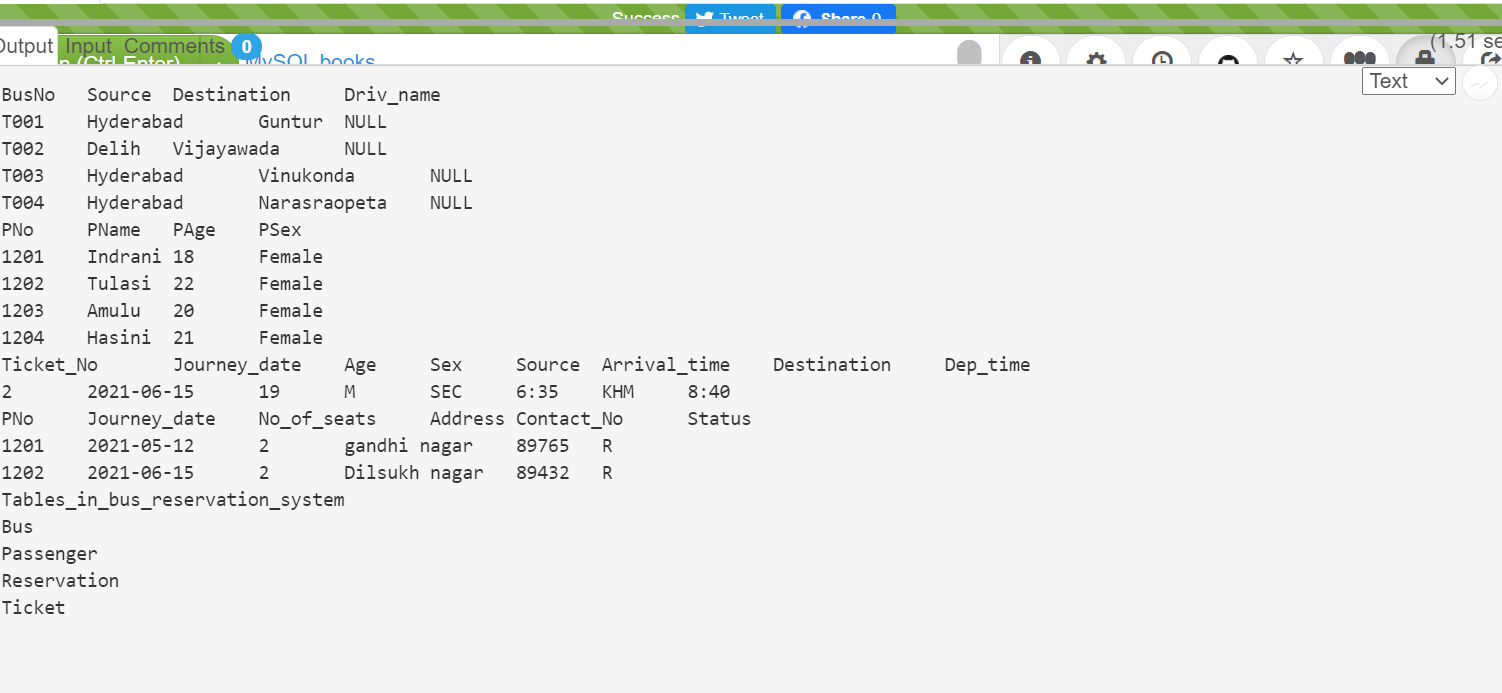 Success Tweet Share 0
Output Input Comments 0 (1.51 se
n (Ctrl-Enter) MySQL books
Text
BusNo Source Destination Driv_name
T001 Hyderabad Guntur NULL
T002 Delih Vijayawada NULL
T003 Hyderabad Vinukonda NULL
T004 Hyderabad Narasraopeta NULL
PNo PName PAge PSex
1201 Indrani 18 Female
1202 Tulasi 22 Female
1203 Amulu 20 Female
1204 Hasini 21 Female
Ticket_No Journey_date Age Sex Source Arrival_time Destination Dep_time
2 2021-06-15 19 M SEC 6:35 KHM 8:40
PNo Journey_date No_of_seats Address Contact_No Status
1201 2021-05-12 2 gandhi nagar 89765 R
1202 2021-06-15 2 Dilsukh nagar 89432 R
Tables_in_bus_reservation_system
Bus
Passenger
Reservation
Ticket